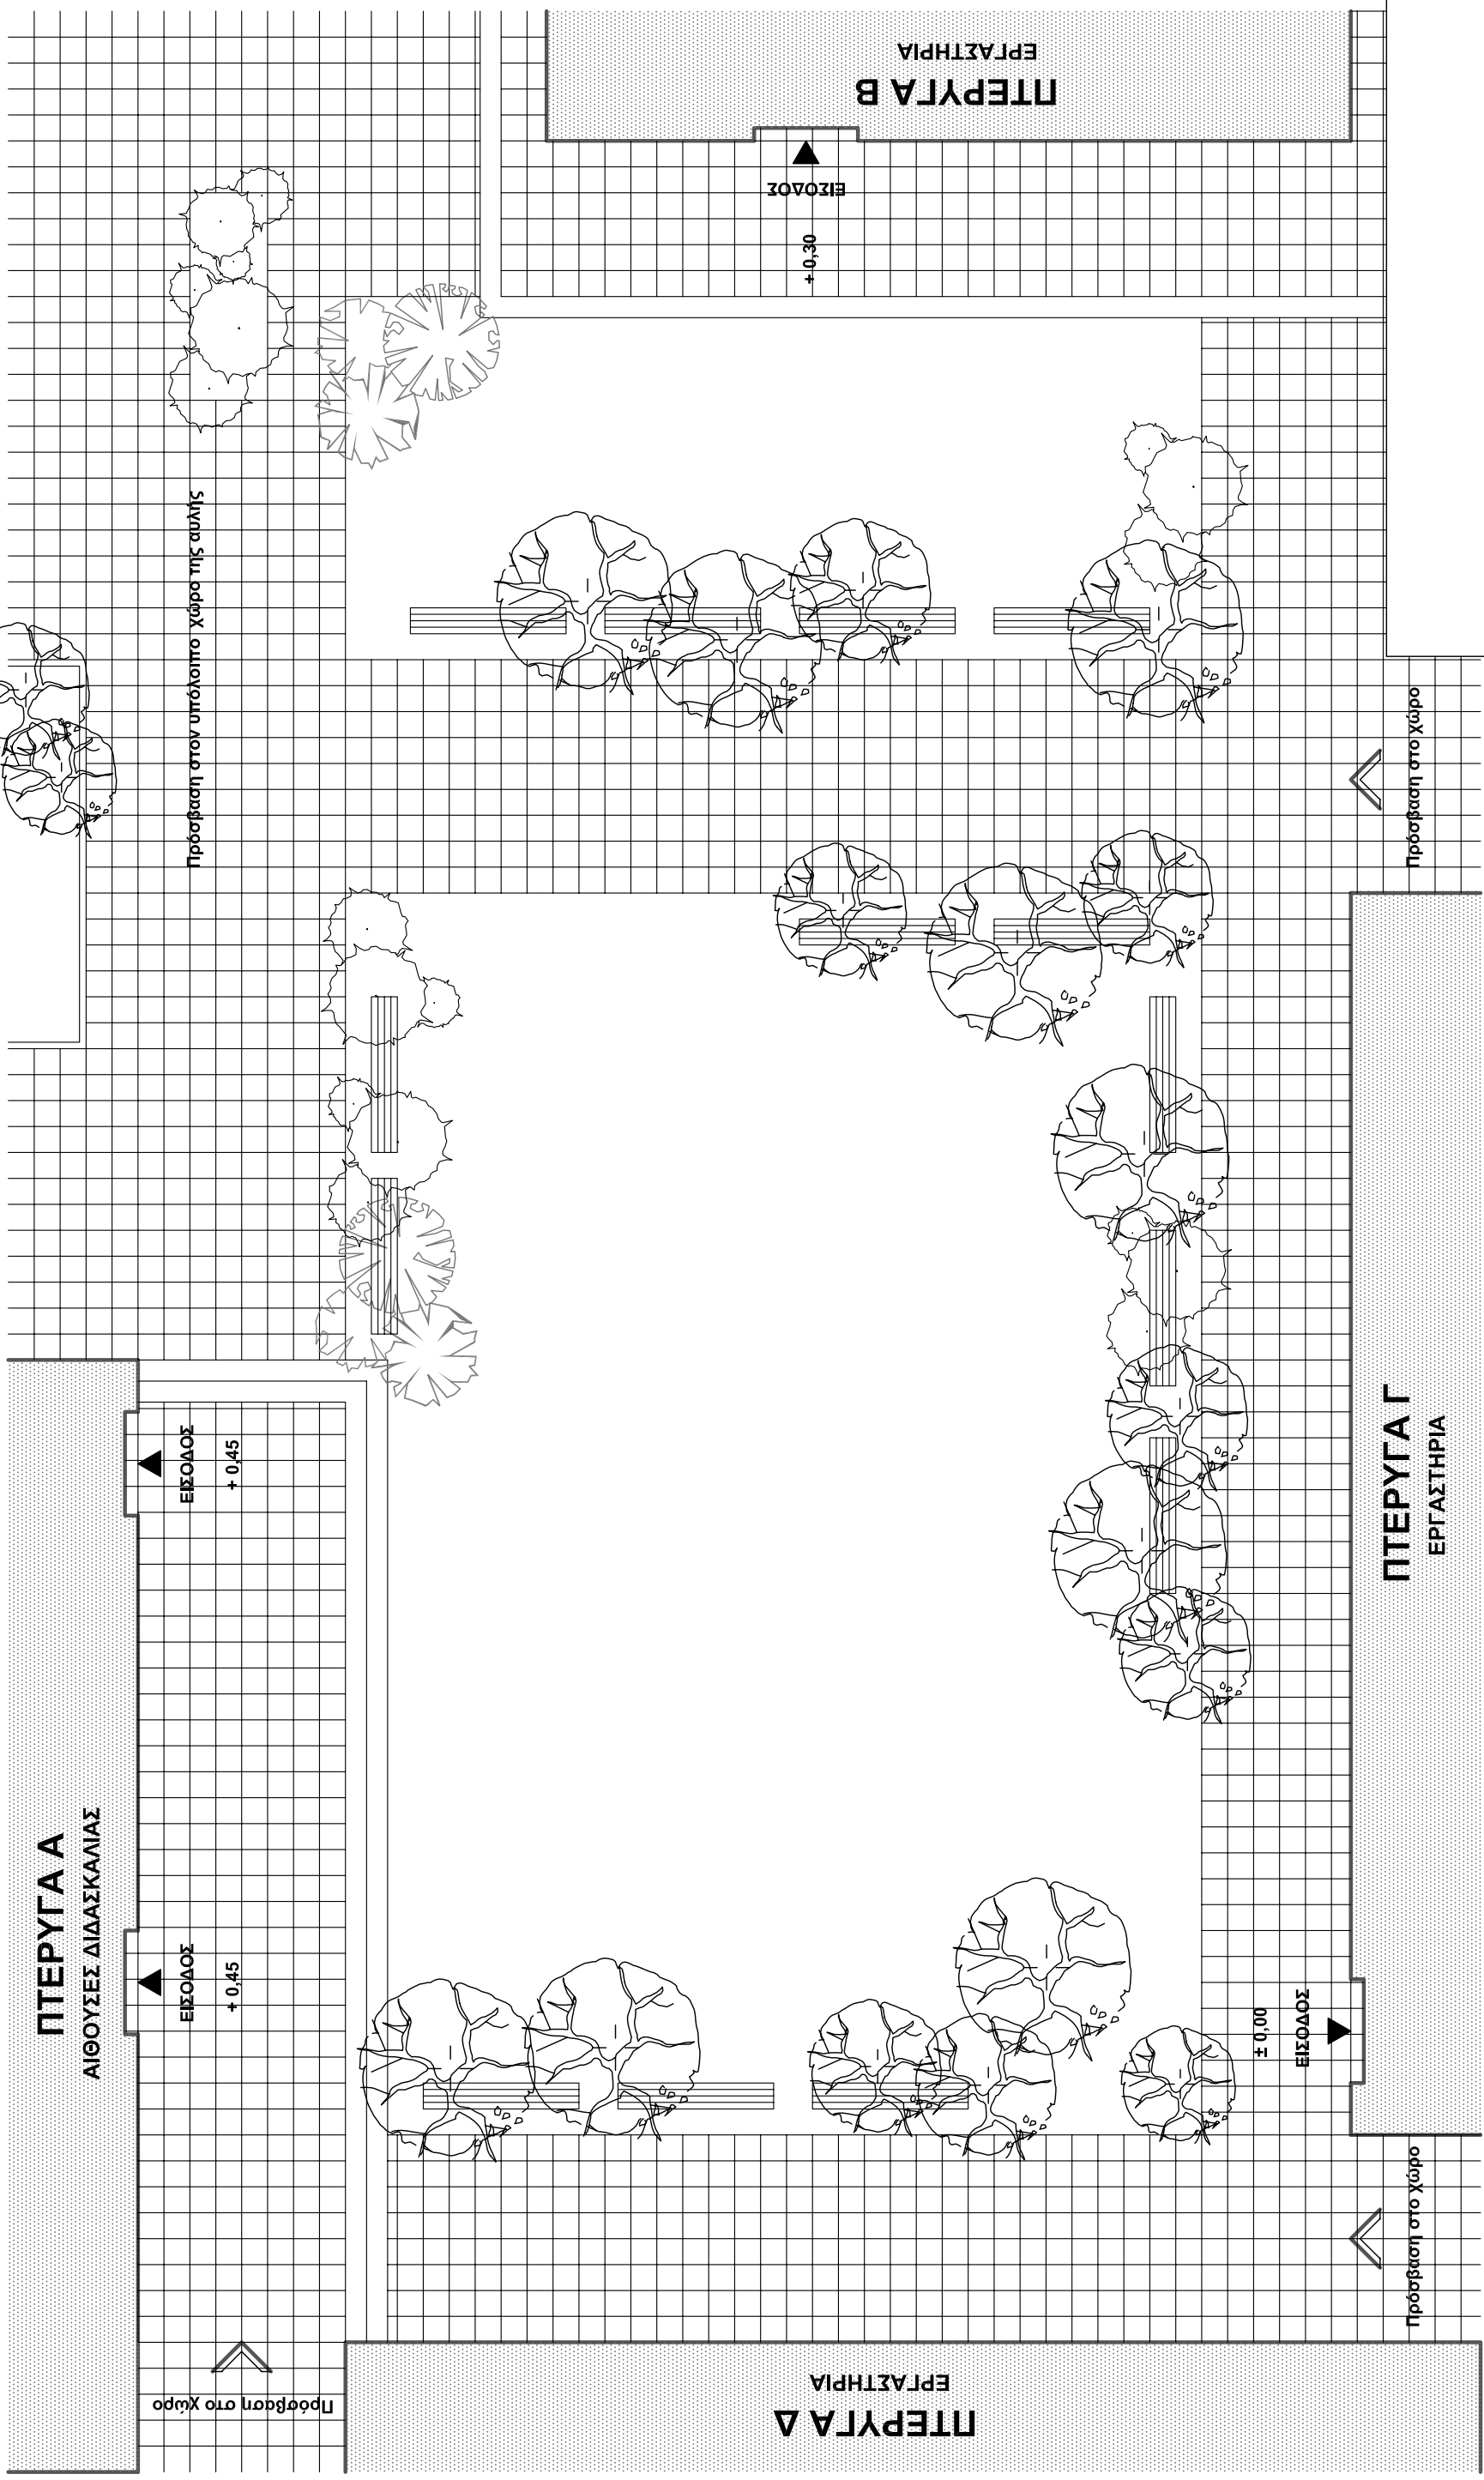 ΕΡΓΑΣΤΗΡΙΑ
ΠΤΕΡΥΓΑ Β
ΕΙΣΟΔΟΣ
+ 0,30
Πρόσβαση στον υπόλοιπο χώρο της αυλής
Πρόσβαση στο χώρο
ΕΙΣΟΔΟΣ
+ 0,45
ΠΤΕΡΥΓΑ Γ
ΕΡΓΑΣΤΗΡΙΑ
ΠΤΕΡΥΓΑ Α
ΑΙΘΟΥΣΕΣ ΔΙΔΑΣΚΑΛΙΑΣ
ΕΙΣΟΔΟΣ
+ 0,45
± 0,00
ΕΙΣΟΔΟΣ
Πρόσβαση στο χώρο
Πρόσβαση στο χώρο
ΕΡΓΑΣΤΗΡΙΑ
ΠΤΕΡΥΓΑ Δ